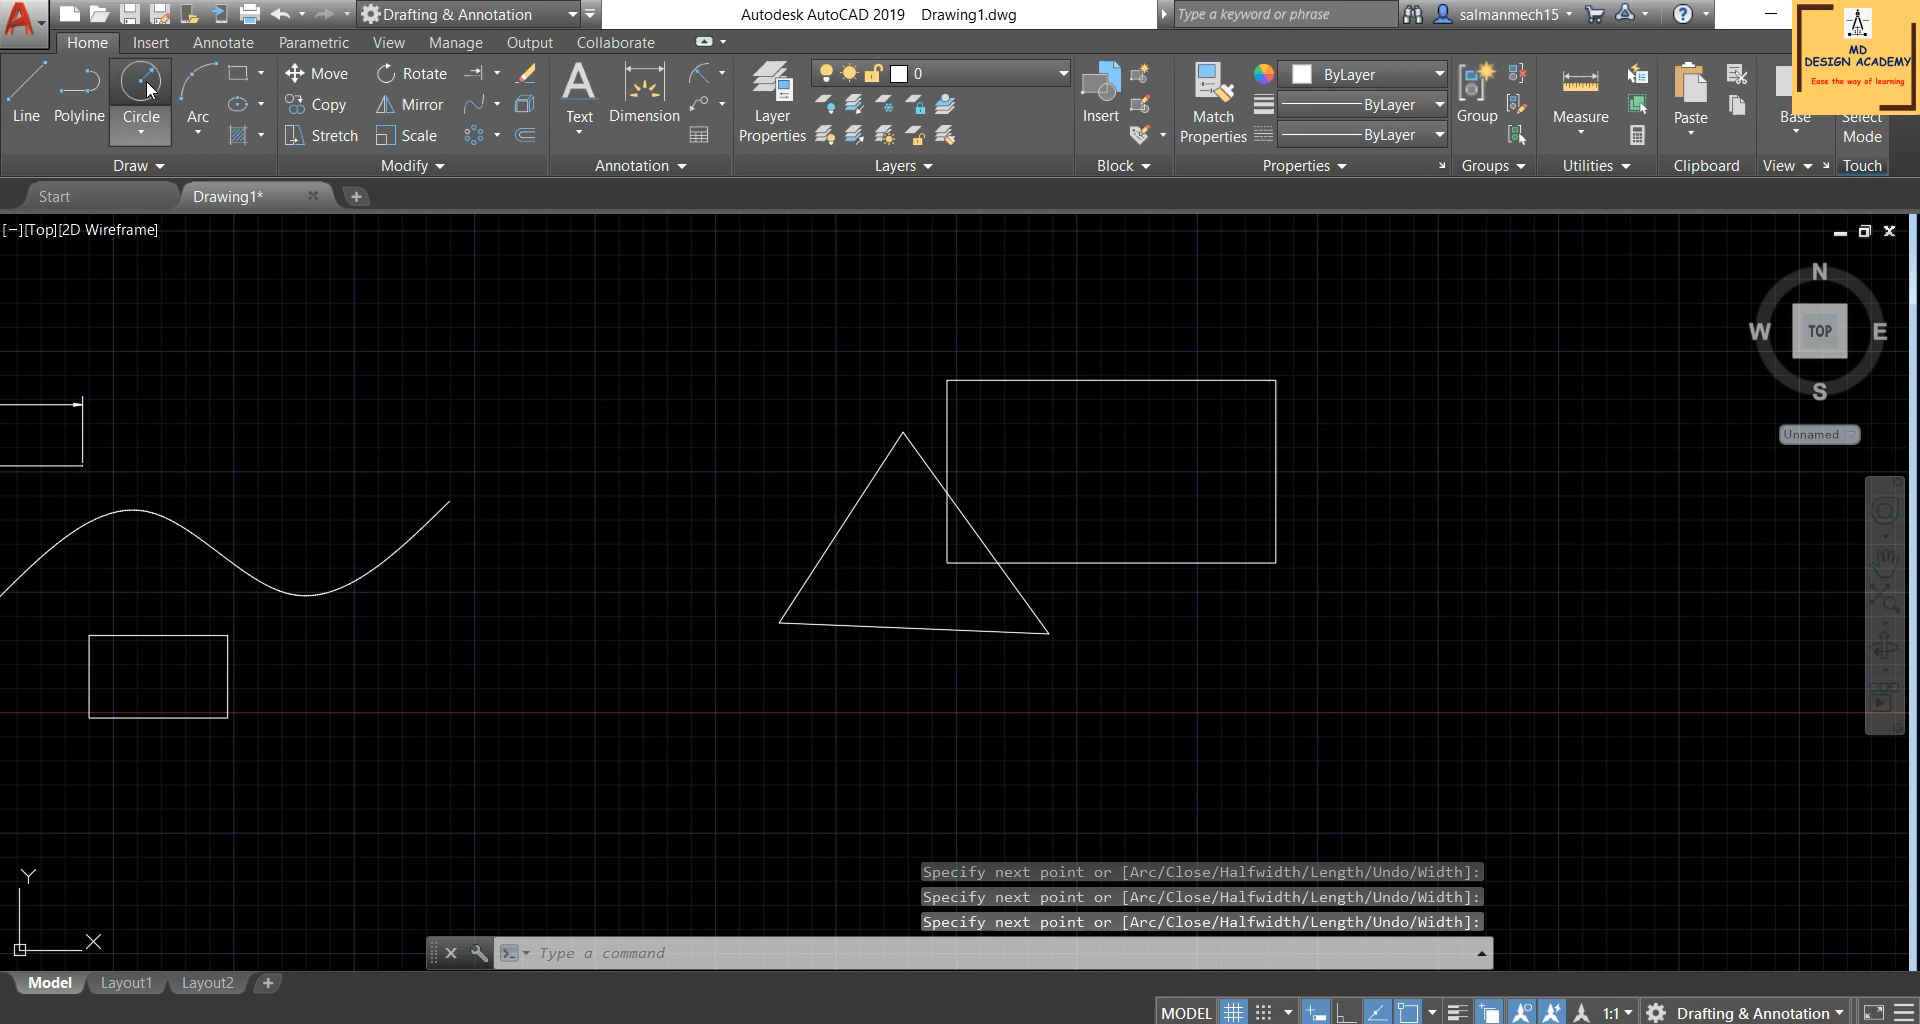 Drafting & Annotation
Autodesk AutoCAD 2019 Drawing1.dwg
Type a keyword or phrase
salmanmech15
MD
DESIGN ACADEMY
Ease the way of learning
Home Insert Annotate Parametric View Manage Output Collaborate
Line Polyline Circle Arc
Move Rotate
Copy Mirror
Stretch Scale
Text Dimension
Layer
Properties
0
Insert
Match
Properties
ByLayer
ByLayer
ByLayer
Group
Measure
Paste
Base
Select
Mode
Draw Modify Annotation Layers Block Properties Groups Utilities Clipboard View Touch
Start Drawing1*
[−][Top][2D Wireframe]
N
W TOP E
S
Unnamed
Specify next point or [Arc/Close/Halfwidth/Length/Undo/Width]:
Specify next point or [Arc/Close/Halfwidth/Length/Undo/Width]:
Specify next point or [Arc/Close/Halfwidth/Length/Undo/Width]:
Y
X
Type a command
Model Layout1 Layout2
MODEL 1:1 Drafting & Annotation